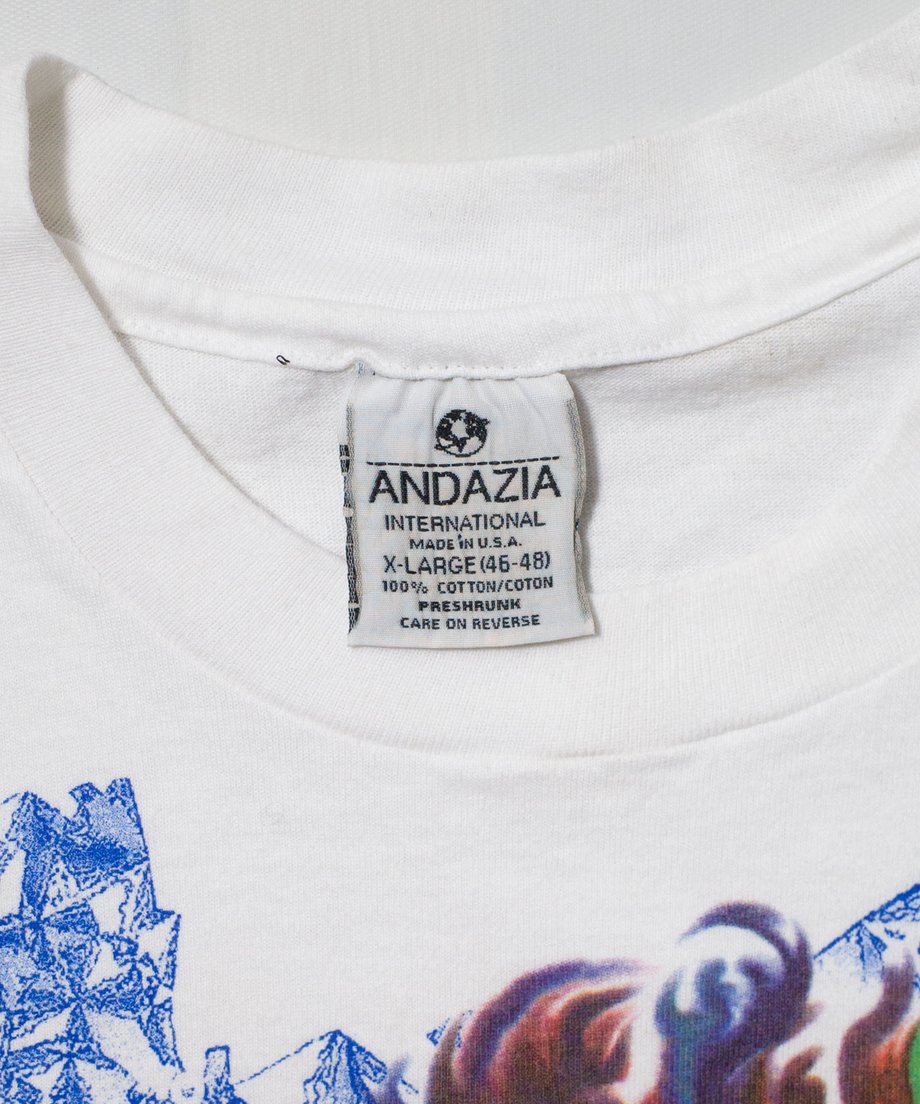 ANDAZIA
INTERNATIONAL
MADE IN U.S.A.
X-LARGE (46-48)
100% COTTON/COTON
PRESHRUNK
CARE ON REVERSE